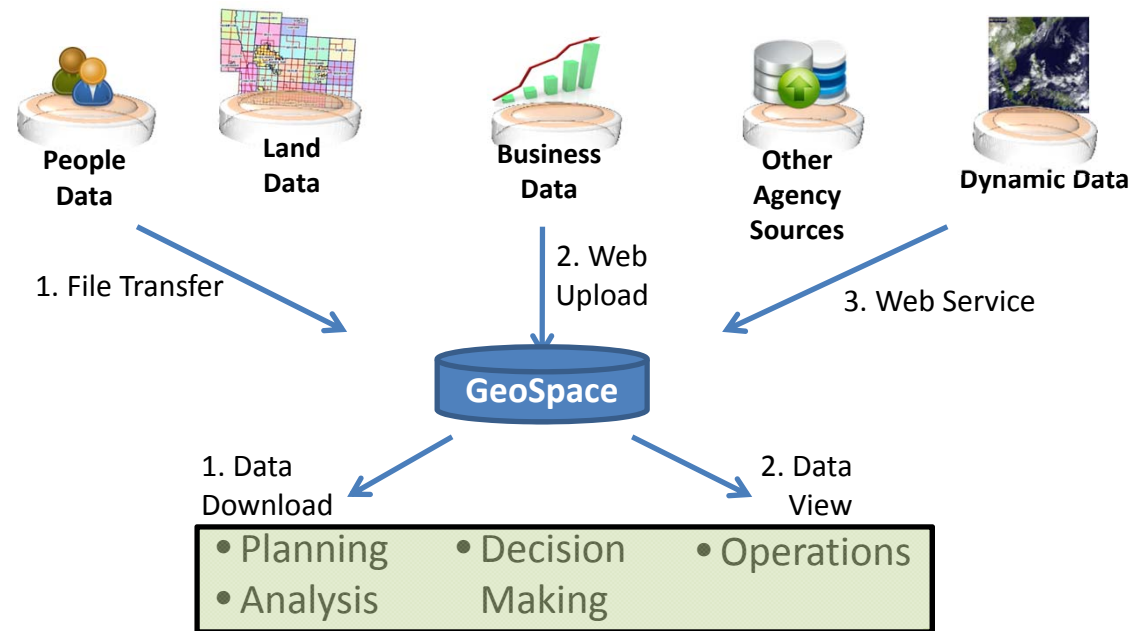 People
Data
Land
Data
Business
Data
Other
Agency
Sources
Dynamic Data
1. File Transfer
2. Web
Upload
3. Web Service
GeoSpace
1. Data
Download
2. Data
View
• Planning
• Analysis
• Decision
Making
• Operations